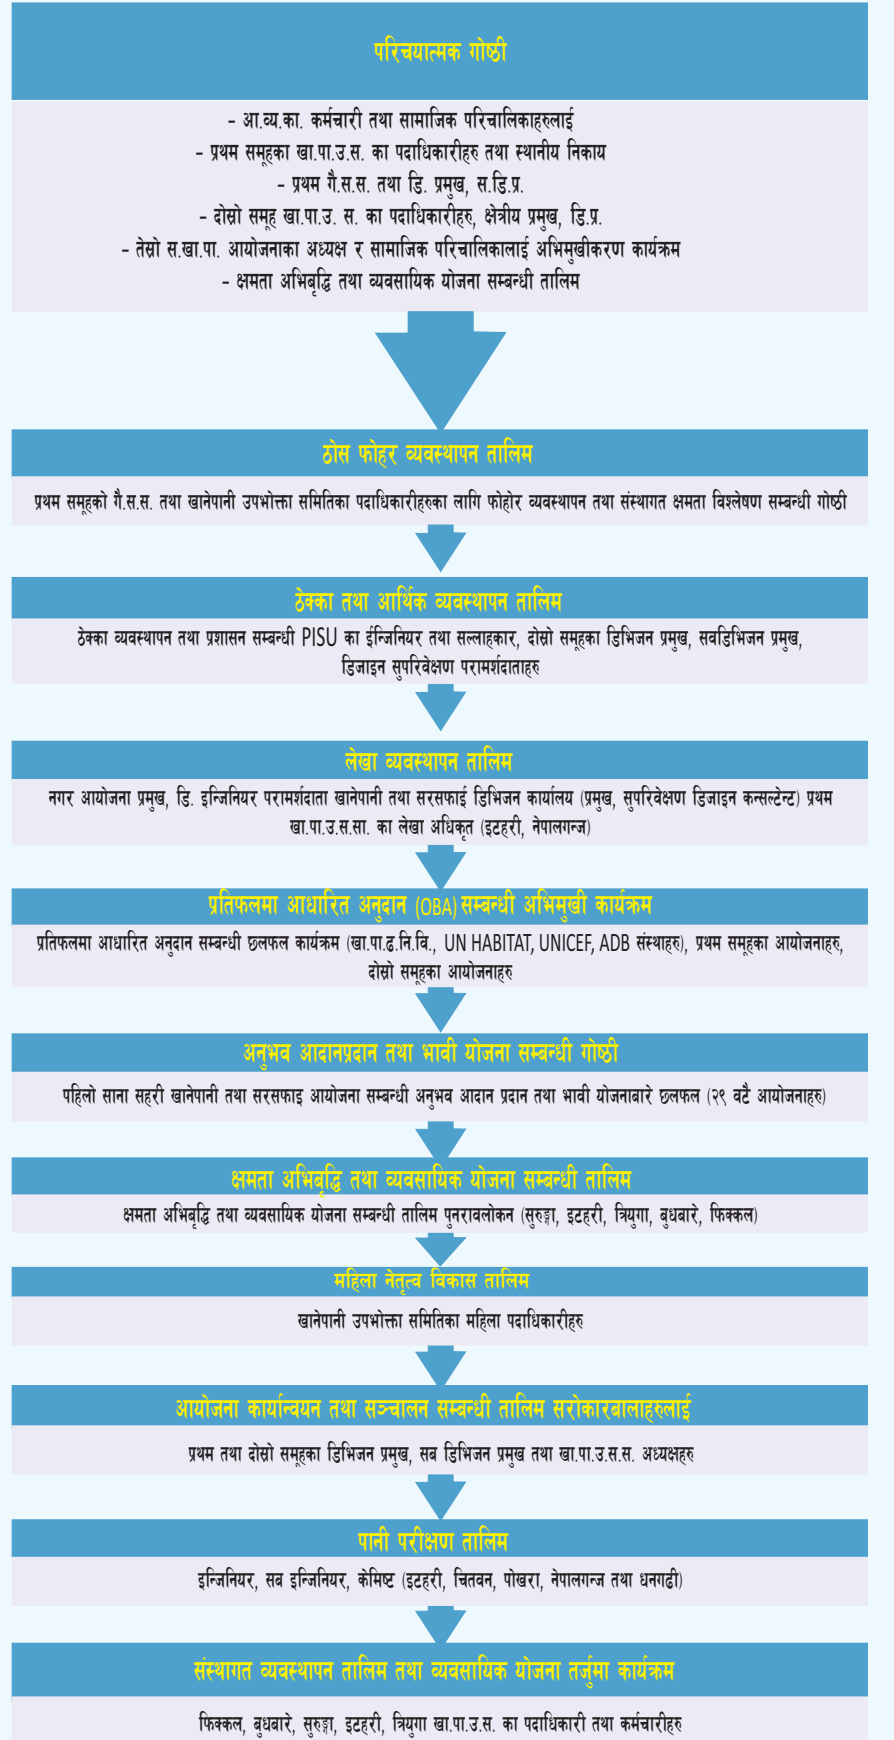 परिचयात्मक गोष्ठी
- आ.व्य.का. कर्मचारी तथा सामाजिक परिचालिकाहरुलाई
- प्रथम समूहका खा.पा.उ.स. का पदाधिकारीहरु तथा स्थानीय निकाय
- प्रथम गै.स.स. तथा डि. प्रमुख, स.डि.प्र.
- दोस्रो समूह खा.पा.उ. स. का पदाधिकारीहरु, क्षेत्रीय प्रमुख, डि.प्र.
- तेस्रो स.खा.पा. आयोजनाका अध्यक्ष र सामाजिक परिचालिकालाई अभिमुखीकरण कार्यक्रम
- क्षमता अभिबृद्धि तथा व्यवसायिक योजना सम्बन्धी तालिम
ठोस फोहर व्यवस्थापन तालिम
प्रथम समूहको गै.स.स. तथा खानेपानी उपभोक्ता समितिका पदाधिकारीहरुका लागि फोहोर व्यवस्थापन तथा संस्थागत क्षमता विश्लेषण सम्बन्धी गोष्ठी
ठेक्का तथा आर्थिक व्यवस्थापन तालिम
ठेक्का व्यवस्थापन तथा प्रशासन सम्बन्धी PISU का ईन्जिनियर तथा सल्लाहकार, दोस्रो समूहका डिभिजन प्रमुख, सवडिभिजन प्रमुख,
डिजाइन सुपरिवेक्षण परामर्शदाताहरु
लेखा व्यवस्थापन तालिम
नगर आयोजना प्रमुख, डि. इन्जिनियर परामर्शदाता खानेपानी तथा सरसफाई डिभिजन कार्यालय (प्रमुख, सुपरिवेक्षण डिजाइन कन्सल्टेन्ट) प्रथम
खा.पा.उ.स.सा. का लेखा अधिकृत (इटहरी, नेपालगन्ज)
प्रतिफलमा आधारित अनुदान (OBA) सम्बन्धी अभिमुखी कार्यक्रम
प्रतिफलमा आधारित अनुदान सम्बन्धी छलफल कार्यक्रम (खा.पा.ढ.नि.वि., UN HABITAT, UNICEF, ADB संस्थाहरु), प्रथम समूहका आयोजनाहरु,
दोस्रो समूहका आयोजनाहरु
अनुभव आदानप्रदान तथा भावी योजना सम्बन्धी गोष्ठी
पहिलो साना सहरी खानेपानी तथा सरसफाइ आयोजना सम्बन्धी अनुभव आदान प्रदान तथा भावी योजनाबारे छलफल (२९ वटै आयोजनाहरु)
क्षमता अभिबृद्धि तथा व्यवसायिक योजना सम्बन्धी तालिम
क्षमता अभिबृद्धि तथा व्यवसायिक योजना सम्बन्धी तालिम पुनरावलोकन (सुरुङ्गा, इटहरी, त्रियुगा, बुधबारे, फिक्कल)
महिला नेतृत्व विकास तालिम
खानेपानी उपभोक्ता समितिका महिला पदाधिकारीहरु
आयोजना कार्यान्वयन तथा सञ्चालन सम्बन्धी तालिम सरोकारबालाहरुलाई
प्रथम तथा दोस्रो समूहका डिभिजन प्रमुख, सब डिभिजन प्रमुख तथा खा.पा.उ.स.स. अध्यक्षहरु
पानी परीक्षण तालिम
इन्जिनियर, सब इन्जिनियर, केमिष्ट (इटहरी, चितवन, पोखरा, नेपालगन्ज तथा धनगढी)
संस्थागत व्यवस्थापन तालिम तथा व्यवसायिक योजना तर्जुमा कार्यक्रम
फिक्कल, बुधबारे, सुरुङ्गा, इटहरी, त्रियुगा खा.पा.उ.स. का पदाधिकारी तथा कर्मचारीहरु